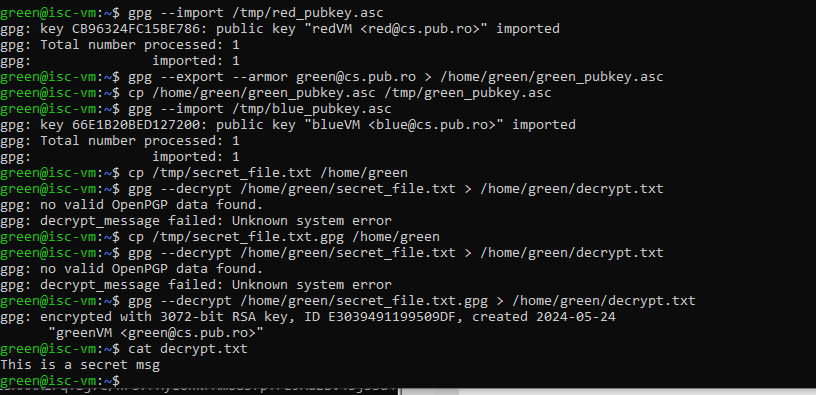 green@isc-vm:~$ gpg --import /tmp/red_pubkey.asc
gpg: key CB96324FC15BE786: public key "redVM <red@cs.pub.ro>" imported
gpg: Total number processed: 1
gpg:               imported: 1
green@isc-vm:~$ gpg --export --armor green@cs.pub.ro > /home/green/green_pubkey.asc
green@isc-vm:~$ cp /home/green/green_pubkey.asc /tmp/green_pubkey.asc
green@isc-vm:~$ gpg --import /tmp/blue_pubkey.asc
gpg: key 66E1B20BED127200: public key "blueVM <blue@cs.pub.ro>" imported
gpg: Total number processed: 1
gpg:               imported: 1
green@isc-vm:~$ cp /tmp/secret_file.txt /home/green
green@isc-vm:~$ gpg --decrypt /home/green/secret_file.txt > /home/green/decrypt.txt
gpg: no valid OpenPGP data found.
gpg: decrypt_message failed: Unknown system error
green@isc-vm:~$ cp /tmp/secret_file.txt.gpg /home/green
green@isc-vm:~$ gpg --decrypt /home/green/secret_file.txt > /home/green/decrypt.txt
gpg: no valid OpenPGP data found.
gpg: decrypt_message failed: Unknown system error
green@isc-vm:~$ gpg --decrypt /home/green/secret_file.txt.gpg > /home/green/decrypt.txt
gpg: encrypted with 3072-bit RSA key, ID E3039491199509DF, created 2024-05-24
      "greenVM <green@cs.pub.ro>"
green@isc-vm:~$ cat decrypt.txt
This is a secret msg
green@isc-vm:~$